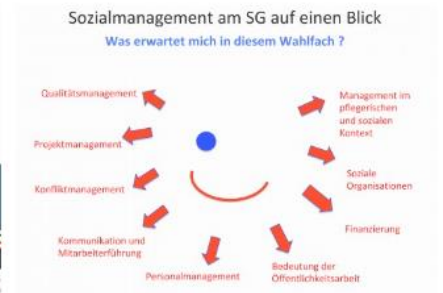 Sozialmanagement am SG auf einen Blick
Was erwartet mich in diesem Wahlfach ?
Qualitätsmanagement
Projektmanagement
Konfliktmanagement
Kommunikation und
Mitarbeiterführung
Personalmanagement
Bedeutung der
Öffentlichkeitsarbeit
Finanzierung
Soziale
Organisationen
Management im
pflegerischen
und sozialen
Kontext